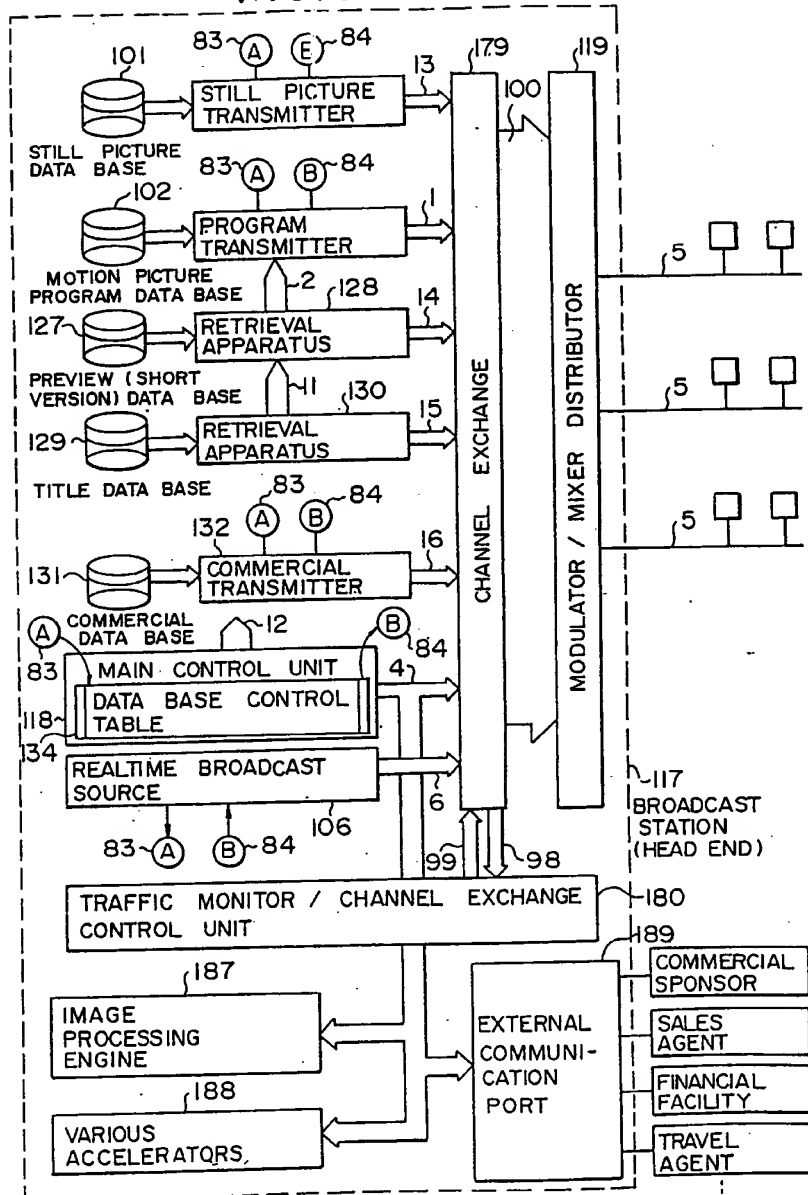 83
84
179
119
101
A
E
13
STILL PICTURE
TRANSMITTER
100
STILL PICTURE
DATA BASE
83
84
102
A
B
1
PROGRAM
TRANSMITTER
MOTION PICTURE
PROGRAM DATA BASE
2
128
127
14
RETRIEVAL
APPARATUS
PREVIEW (SHORT
VERSION) DATA BASE
11
130
129
15
RETRIEVAL
APPARATUS
TITLE DATA BASE
83
84
132
A
B
16
131
COMMERCIAL
TRANSMITTER
COMMERCIAL
DATA BASE
12
A
83
B
84
MAIN CONTROL UNIT
4
DATA BASE CONTROL
TABLE
118
134
REALTIME BROADCAST
SOURCE
6
106
83
A
B
84
CHANNEL EXCHANGE
MODULATOR / MIXER DISTRIBUTOR
5
5
5
117
BROADCAST
STATION
(HEAD END)
99
98
TRAFFIC MONITOR / CHANNEL EXCHANGE
CONTROL UNIT
180
187
IMAGE
PROCESSING
ENGINE
188
VARIOUS
ACCELERATORS
189
EXTERNAL
COMMUNI-
CATION
PORT
COMMERCIAL
SPONSOR
SALES
AGENT
FINANCIAL
FACILITY
TRAVEL
AGENT